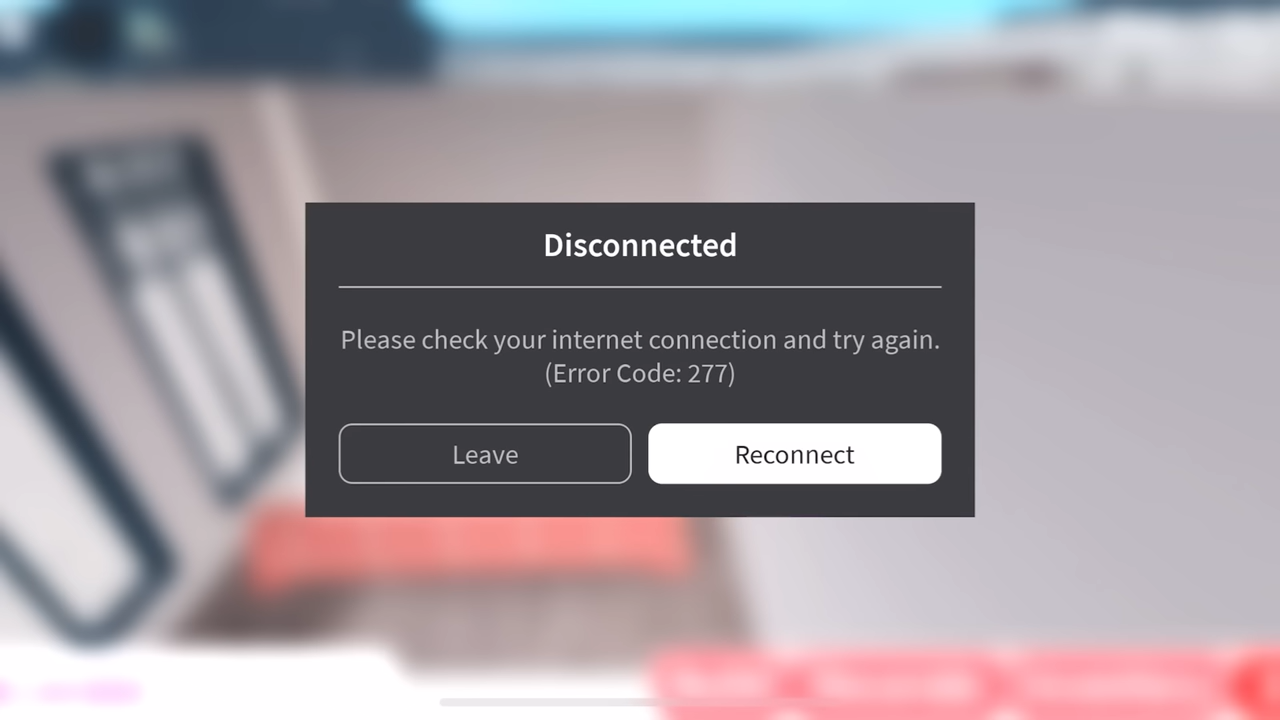 Disconnected
Please check your internet connection and try again.
(Error Code: 277)
Leave
Reconnect